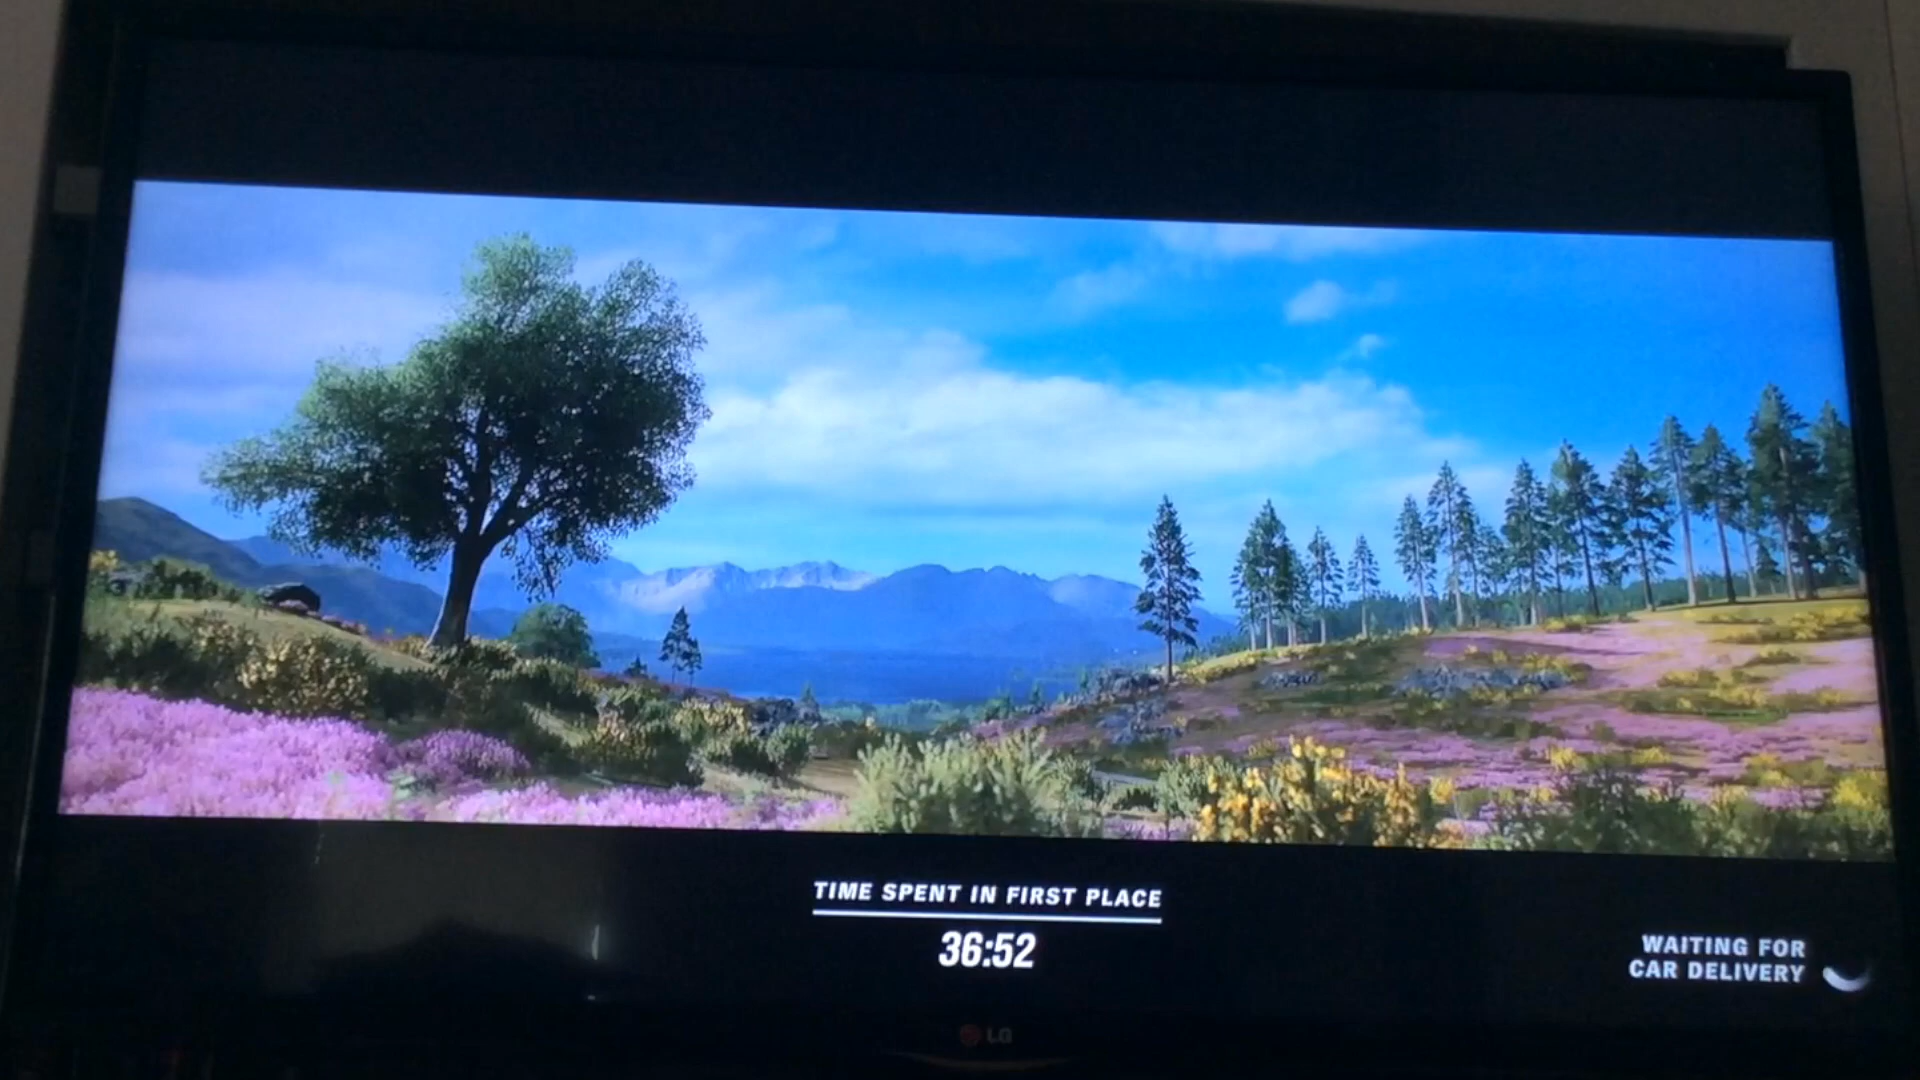 TIME SPENT IN FIRST PLACE
36:52
WAITING FOR
CAR DELIVERY
LG